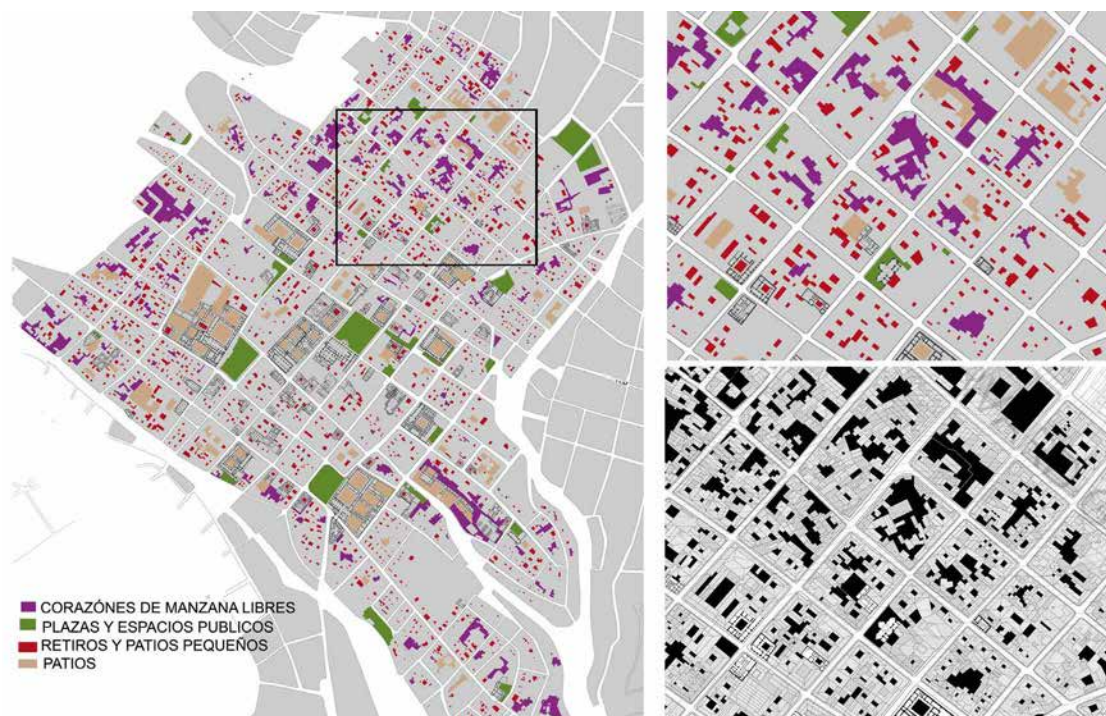 CORAZÓNES DE MANZANA LIBRES
PLAZAS Y ESPACIOS PUBLICOS
RETIROS Y PATIOS PEQUEÑOS
PATIOS